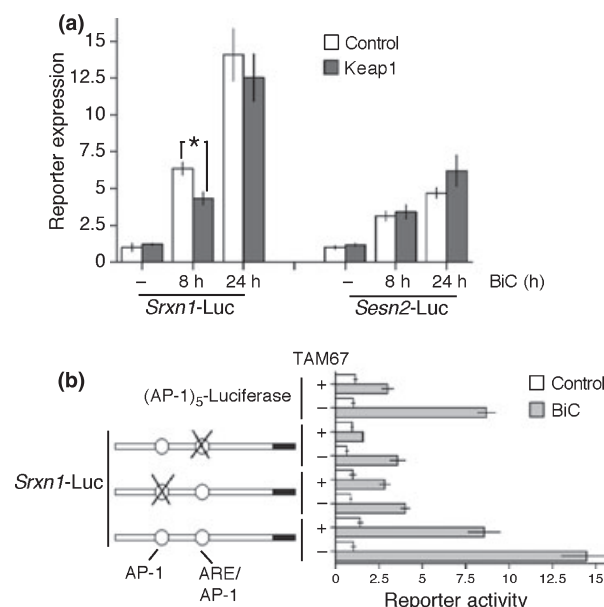 (a)
Reporter expression
15
12.5
10
7.5
5
2.5
0
Control
Keap1
*
– 8 h 24 h – 8 h 24 h BiC (h)
Srxn1-Luc Sesn2-Luc
(b)
TAM67
(AP-1)5-Luciferase
Srxn1-Luc
AP-1
ARE/
AP-1
+
–
+
–
+
–
+
–
Control
BiC
0 2.5 5 7.5 10 12.5 15
Reporter activity